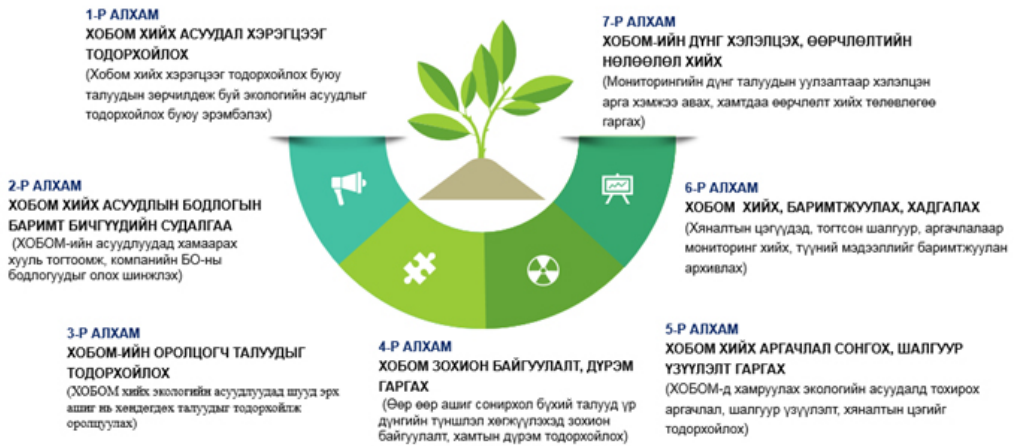 1-Р АЛХАМ
ХОБОМ ХИЙХ АСУУДАЛ ХЭРЭГЦЭЭГ
ТОДОРХОЙЛОХ
(Хобом хийх хэрэгцээг тодорхойлох буюу
талуудын зөрчилдөж буй экологийн асуудлыг
тодорхойлох буюу эрэмбэлэх)
2-Р АЛХАМ
ХОБОМ ХИЙХ АСУУДЛЫН БОДЛОГЫН
БАРИМТ БИЧГҮҮДИЙН СУДАЛГАА
(ХОБОМ-ийн асуудлуудад хамаарах
хууль тогтоомж, компанийн БО-ны
бодлогуудыг олох шинжлэх)
3-Р АЛХАМ
ХОБОМ-ИЙН ОРОЛЦОГЧ ТАЛУУДЫГ
ТОДОРХОЙЛОХ
(ХОБОМ хийх экологийн асуудлуудад шууд эрх
ашиг нь хөндөгдөх талуудыг тодорхойлж
оролцуулах)
4-Р АЛХАМ
ХОБОМ ЗОХИОН БАЙГУУЛАЛТ, ДҮРЭМ
ГАРГАХ
(Өөр өөр ашиг сонирхол бүхий талууд үр
дүнгийн түншлэл хөгжүүлэхэд зохион
байгуулалт, хамтын дүрэм тодорхойлох)
5-Р АЛХАМ
ХОБОМ ХИЙХ АРГАЧЛАЛ СОНГОХ, ШАЛГУУР
ҮЗҮҮЛЭЛТ ГАРГАХ
(ХОБОМ-д хамруулах экологийн асуудалд тохирох
аргачлал, шалгуур үзүүлэлт, хяналтын цэгийг
тодорхойлох)
6-Р АЛХАМ
ХОБОМ ХИЙХ, БАРИМТЖУУЛАХ, ХАДГАЛАХ
(Хяналтын цэгүүдэд, тогтсон шалгуур, аргачлалаар
мониторинг хийх, түүний мэдээллийг баримтжуулан
архивлах)
7-Р АЛХАМ
ХОБОМ-ИЙН ДҮНГ ХЭЛЭЛЦЭХ, ӨӨРЧЛӨЛТИЙН
НӨЛӨӨЛӨЛ ХИЙХ
(Мониторингийн дүнг талуудын уулзалтаар хэлэлцэн
арга хэмжээ авах, хамтдаа өөрчлөлт хийх төлөвлөгөө
гаргах)